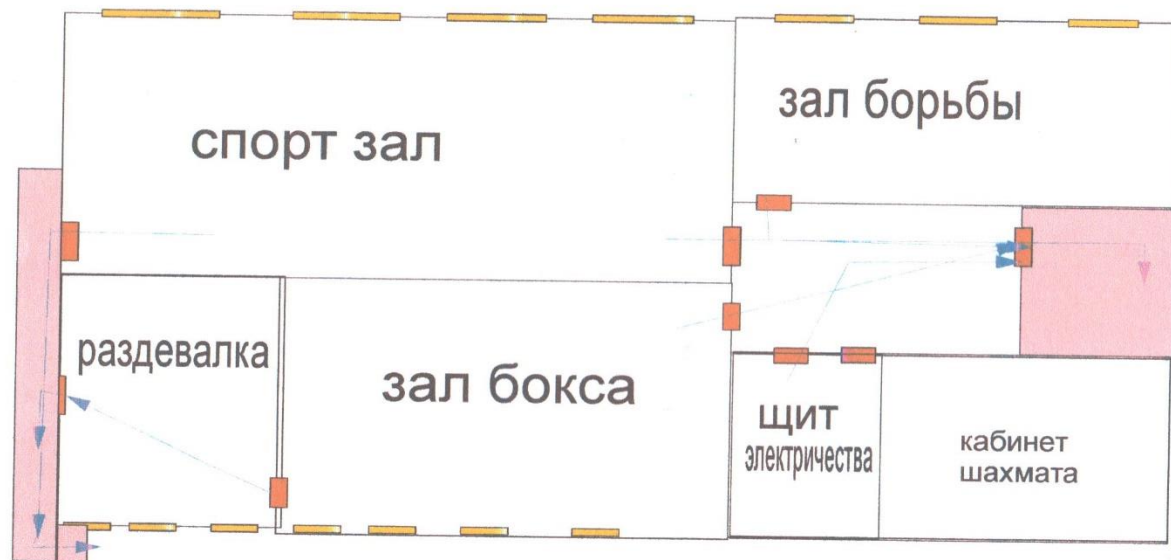 спорт зал
зал борьбы
раздевалка
зал бокса
щит
электричества
кабинет
шахмата